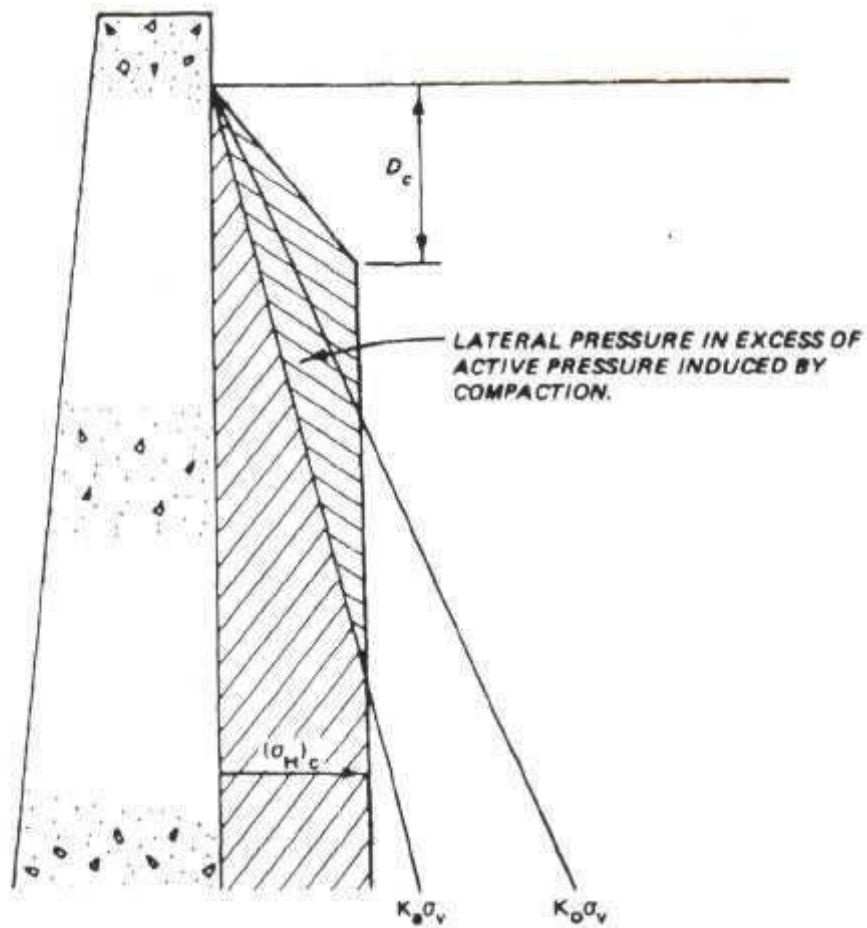 D_c
LATERAL PRESSURE IN EXCESS OF
ACTIVE PRESSURE INDUCED BY
COMPACTION.
(σ_H)_c
K_aσ_v
K_oσ_v